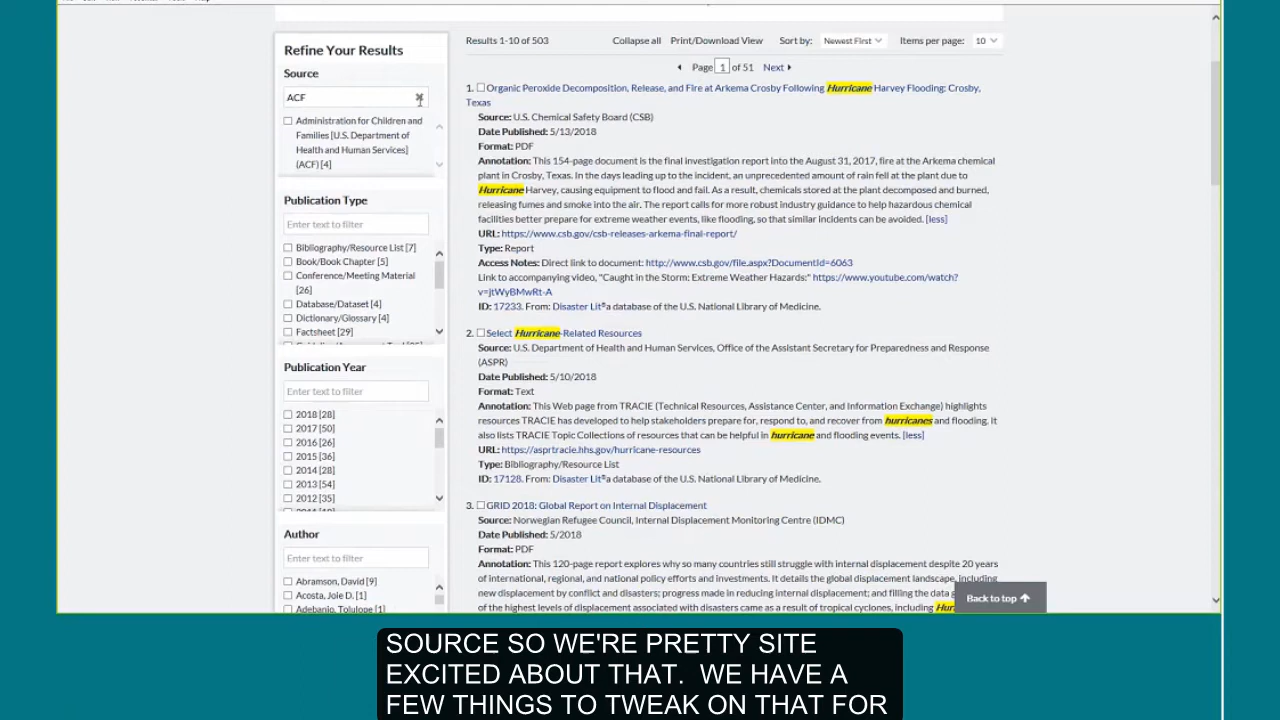 Refine Your Results
Source
ACF
Administration for Children and
Families [U.S. Department of
Health and Human Services]
(ACF) [4]
Publication Type
Enter text to filter
Bibliography/Resource List [7]
Book/Book Chapter [5]
Conference/Meeting Material
[26]
Database/Dataset [4]
Dictionary/Glossary [4]
Factsheet [29]
Publication Year
Enter text to filter
2018 [28]
2017 [50]
2016 [26]
2015 [36]
2014 [28]
2013 [54]
2012 [35]
Author
Enter text to filter
Abramson, David [9]
Acosta, Joie D. [1]
Adebanjo, Tolulope [1]
Results 1-10 of 503 Collapse all Print/Download View Sort by: Newest First Items per page: 10
Page 1 of 51 Next
1. Organic Peroxide Decomposition, Release, and Fire at Arkema Crosby Following Hurricane Harvey Flooding: Crosby,
Texas
Source: U.S. Chemical Safety Board (CSB)
Date Published: 5/13/2018
Format: PDF
Annotation: This 154-page document is the final investigation report into the August 31, 2017, fire at the Arkema chemical
plant in Crosby, Texas. In the days leading up to the incident, an unprecedented amount of rain fell at the plant due to
Hurricane Harvey, causing equipment to flood and fail. As a result, chemicals stored at the plant decomposed and burned,
releasing fumes and smoke into the air. The report calls for more robust industry guidance to help hazardous chemical
facilities better prepare for extreme weather events, like flooding, so that similar incidents can be avoided. [less]
URL: https://www.csb.gov/csb-releases-arkema-final-report/
Type: Report
Access Notes: Direct link to document: http://www.csb.gov/file.aspx?DocumentId=6063
Link to accompanying video, "Caught in the Storm: Extreme Weather Hazards:" https://www.youtube.com/watch?
v=jtWyBMwRt-A
ID: 17233. From: Disaster Lit® a database of the U.S. National Library of Medicine.
2. Select Hurricane-Related Resources
Source: U.S. Department of Health and Human Services, Office of the Assistant Secretary for Preparedness and Response
(ASPR)
Date Published: 5/10/2018
Format: Text
Annotation: This Web page from TRACIE (Technical Resources, Assistance Center, and Information Exchange) highlights
resources TRACIE has developed to help stakeholders prepare for, respond to, and recover from hurricanes and flooding. It
also lists TRACIE Topic Collections of resources that can be helpful in hurricane and flooding events. [less]
URL: https://asprtracie.hhs.gov/hurricane-resources
Type: Bibliography/Resource List
ID: 17128. From: Disaster Lit® a database of the U.S. National Library of Medicine.
3. GRID 2018: Global Report on Internal Displacement
Source: Norwegian Refugee Council, Internal Displacement Monitoring Centre (IDMC)
Date Published: 5/2018
Format: PDF
Annotation: This 120-page report explores why so many countries still struggle with internal displacement despite 20 years
of international, regional, and national policy efforts and investments. It details the global displacement landscape, including
new displacement by conflict and disasters; progress made in reducing internal displacement; and filling the data
of the highest levels of displacement associated with disasters came as a result of tropical cyclones, including
Back to top
SOURCE SO WE'RE PRETTY SITE
EXCITED ABOUT THAT. WE HAVE A
FEW THINGS TO TWEAK ON THAT FOR